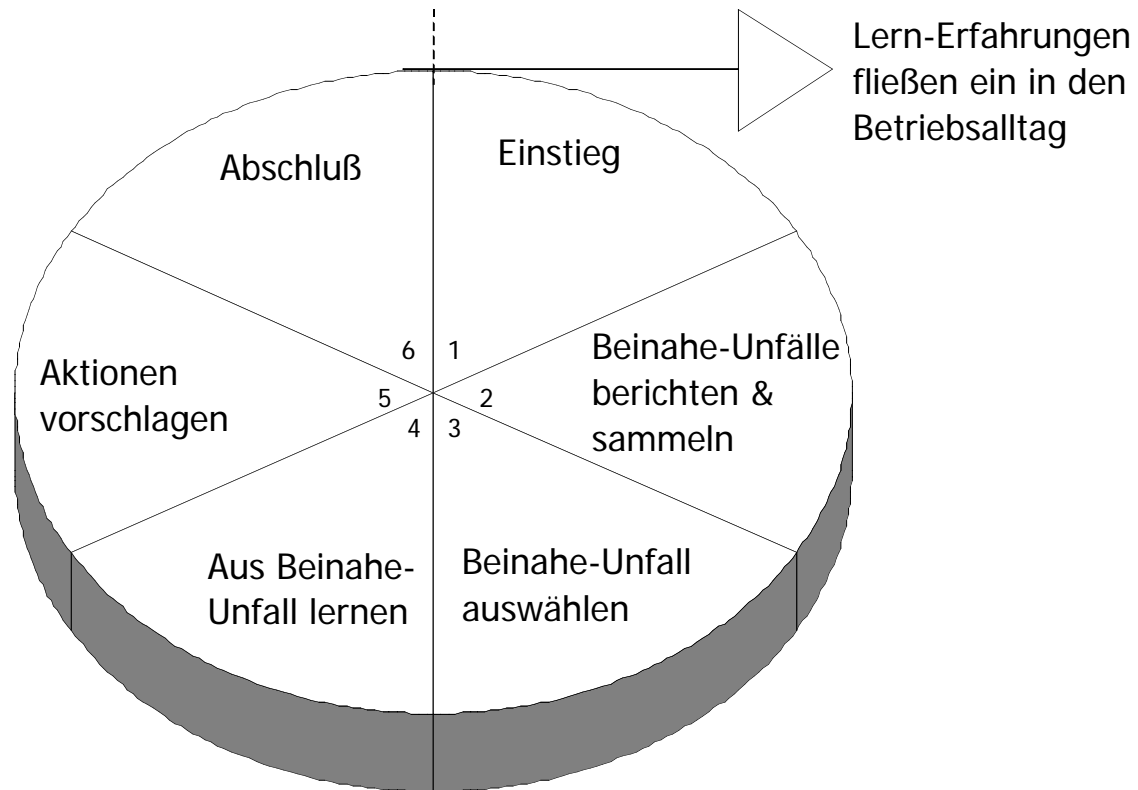 Lern-Erfahrungen
fließen ein in den
Betriebsalltag
Abschluß
Einstieg
6
1
Beinahe-Unfälle
berichten &
sammeln
Aktionen
vorschlagen
5
2
4
3
Aus Beinahe-
Unfall lernen
Beinahe-Unfall
auswählen